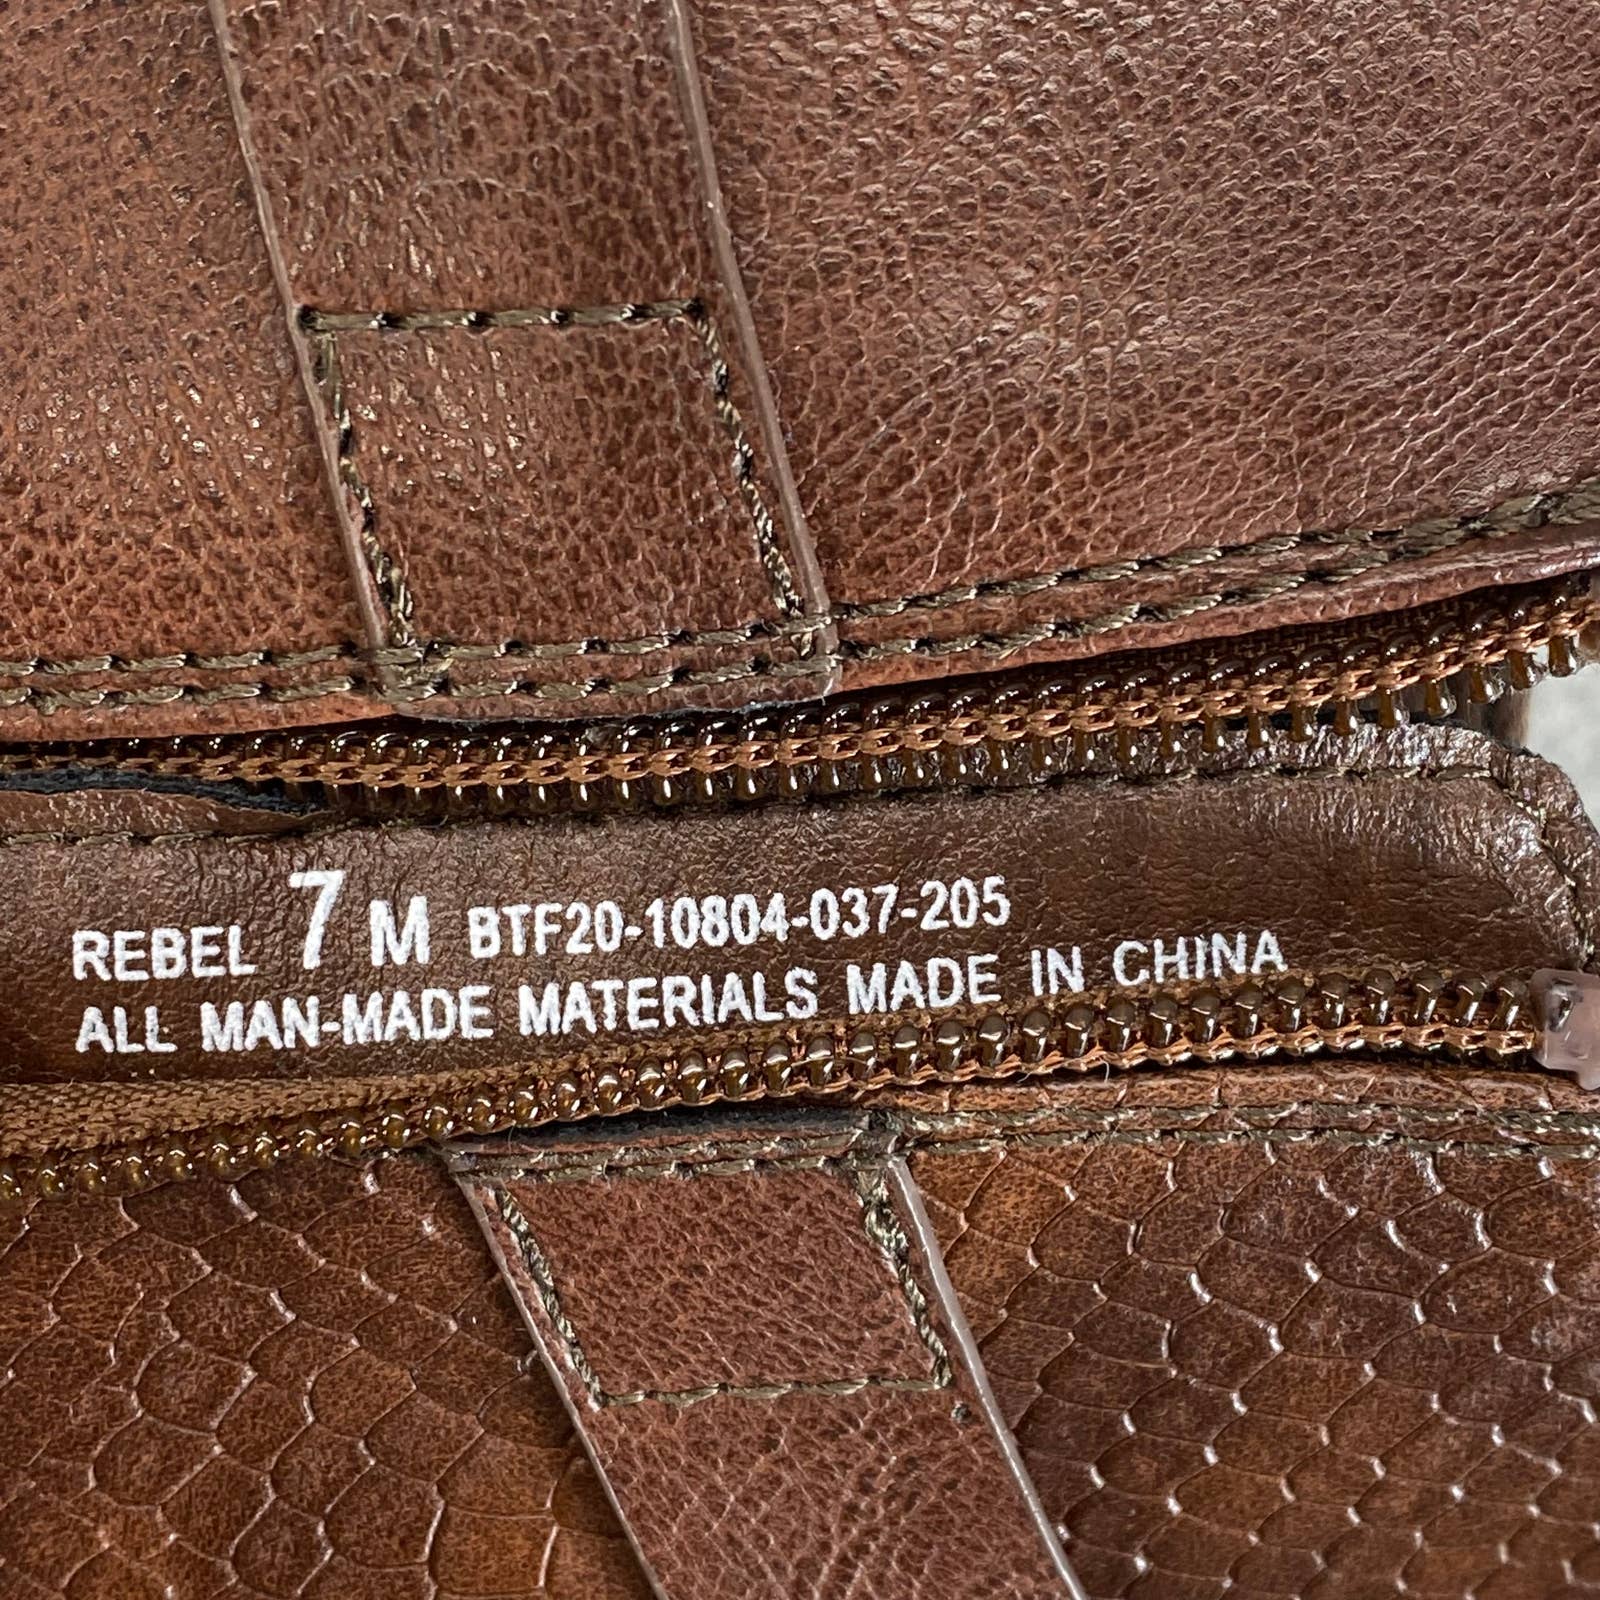 REBEL 7 M BTF20-10804-037-205
ALL MAN-MADE MATERIALS MADE IN CHINA